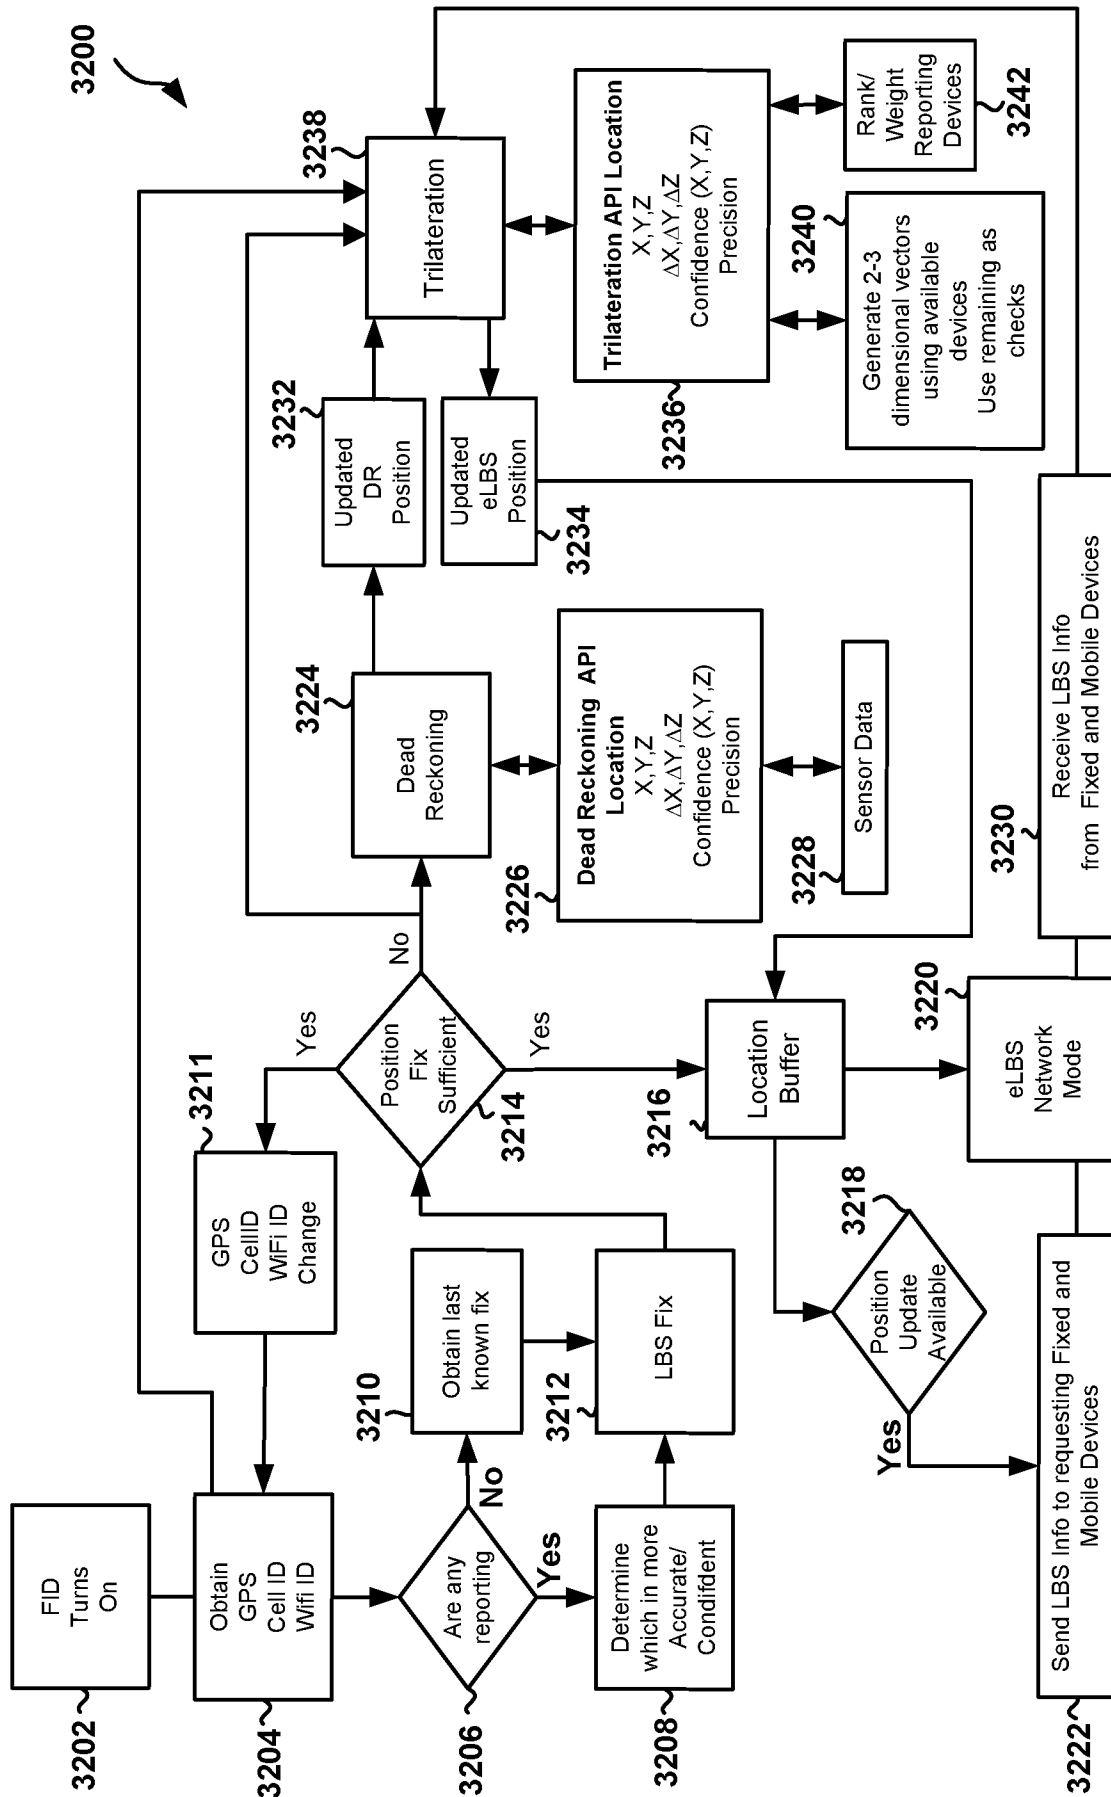 3200
3202
FID
Turns
On
3204
Obtain
GPS
Cell ID
Wifi ID
3211
GPS
CellID
WiFi ID
Change
3206
Are any
reporting
No
Yes
3210
Obtain last
known fix
3208
Determine
which in more
Accurate/
Condifdent
3212
LBS Fix
3214
Position
Fix
Sufficient
Yes
No
Yes
3224
Dead
Reckoning
3226
Dead Reckoning API
Location
X,Y,Z
ΔX,ΔY,ΔZ
Confidence (X,Y,Z)
Precision
3228
Sensor Data
3232
Updated
DR
Position
3234
Updated
eLBS
Position
3238
Trilateration
3236
Trilateration API Location
X,Y,Z
ΔX,ΔY,ΔZ
Confidence (X,Y,Z)
Precision
3240
Generate 2-3
dimensional vectors
using available
devices
Use remaining as
checks
3242
Rank/
Weight
Reporting
Devices
3216
Location
Buffer
3218
Position
Update
Available
Yes
3220
eLBS
Network
Mode
3222
Send LBS Info to requesting Fixed and
Mobile Devices
3230
Receive LBS Info
from Fixed and Mobile Devices